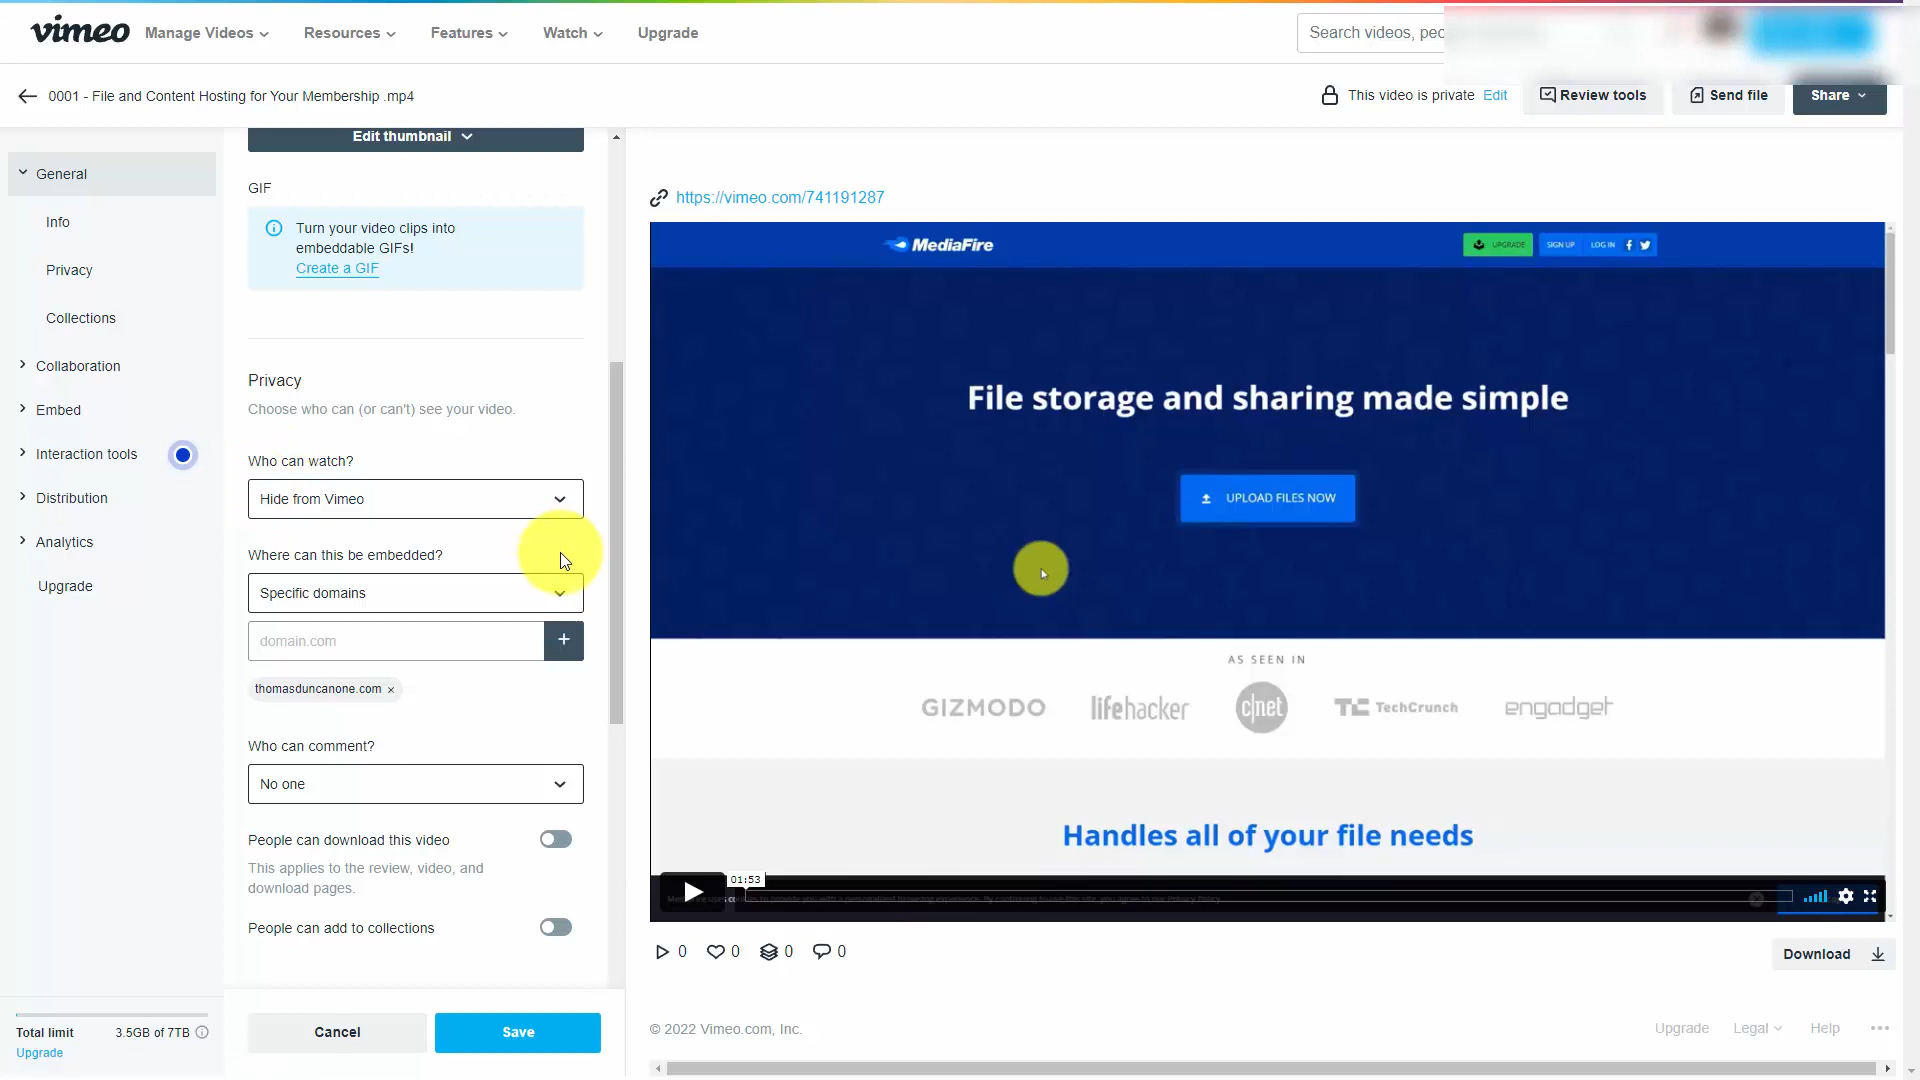 vimeo
Manage Videos
Resources
Features
Watch
Upgrade
Search videos, peo
0001 - File and Content Hosting for Your Membership .mp4
This video is private Edit
Review tools
Send file
Share
General
Info
Privacy
Collections
Collaboration
Embed
Interaction tools
Distribution
Analytics
Upgrade
Total limit 3.5GB of 7TB
Upgrade
Edit thumbnail
GIF
Turn your video clips into
embeddable GIFs!
Create a GIF
Privacy
Choose who can (or can't) see your video.
Who can watch?
Hide from Vimeo
Where can this be embedded?
Specific domains
domain.com
+
thomasduncanone.com ×
Who can comment?
No one
People can download this video
This applies to the review, video, and
download pages.
People can add to collections
Cancel
Save
https://vimeo.com/741191287
MediaFire
UPGRADE
SIGN UP
LOG IN
File storage and sharing made simple
UPLOAD FILES NOW
AS SEEN IN
GIZMODO
lifehacker
c|net
TC TechCrunch
engadget
Handles all of your file needs
01:53
0
0
0
0
Download
© 2022 Vimeo.com, Inc.
Upgrade
Legal
Help